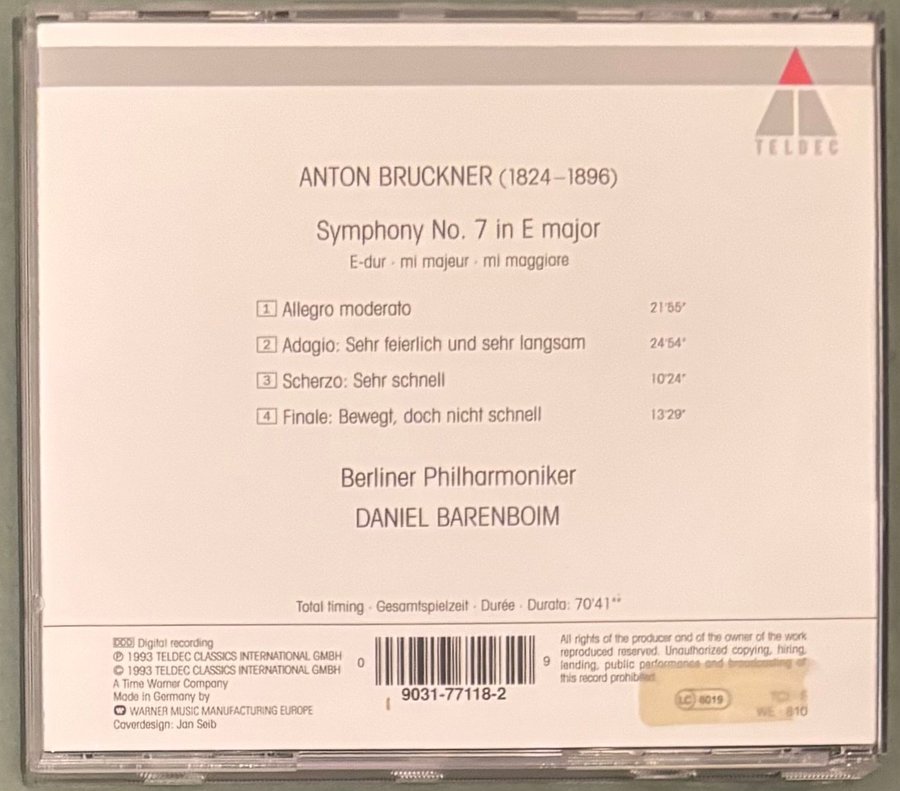 TELDEC
ANTON BRUCKNER (1824–1896)
Symphony No. 7 in E major
E-dur · mi majeur · mi maggiore
1 Allegro moderato 21'55"
2 Adagio: Sehr feierlich und sehr langsam 24'54"
3 Scherzo: Sehr schnell 10'24"
4 Finale: Bewegt, doch nicht schnell 13'29"
Berliner Philharmoniker
DANIEL BARENBOIM
Total timing · Gesamtspielzeit · Durée · Durata: 70'41"
DDD Digital recording
℗ 1993 TELDEC CLASSICS INTERNATIONAL GMBH
© 1993 TELDEC CLASSICS INTERNATIONAL GMBH
A Time Warner Company
Made in Germany by
WARNER MUSIC MANUFACTURING EUROPE
Coverdesign: Jan Seib
0 9
9031-77118-2
All rights of the producer and of the owner of the work
reproduced reserved. Unauthorized copying, hiring,
lending, public performance and broadcasting of
this record prohibited.
LC 6019
WE · 810